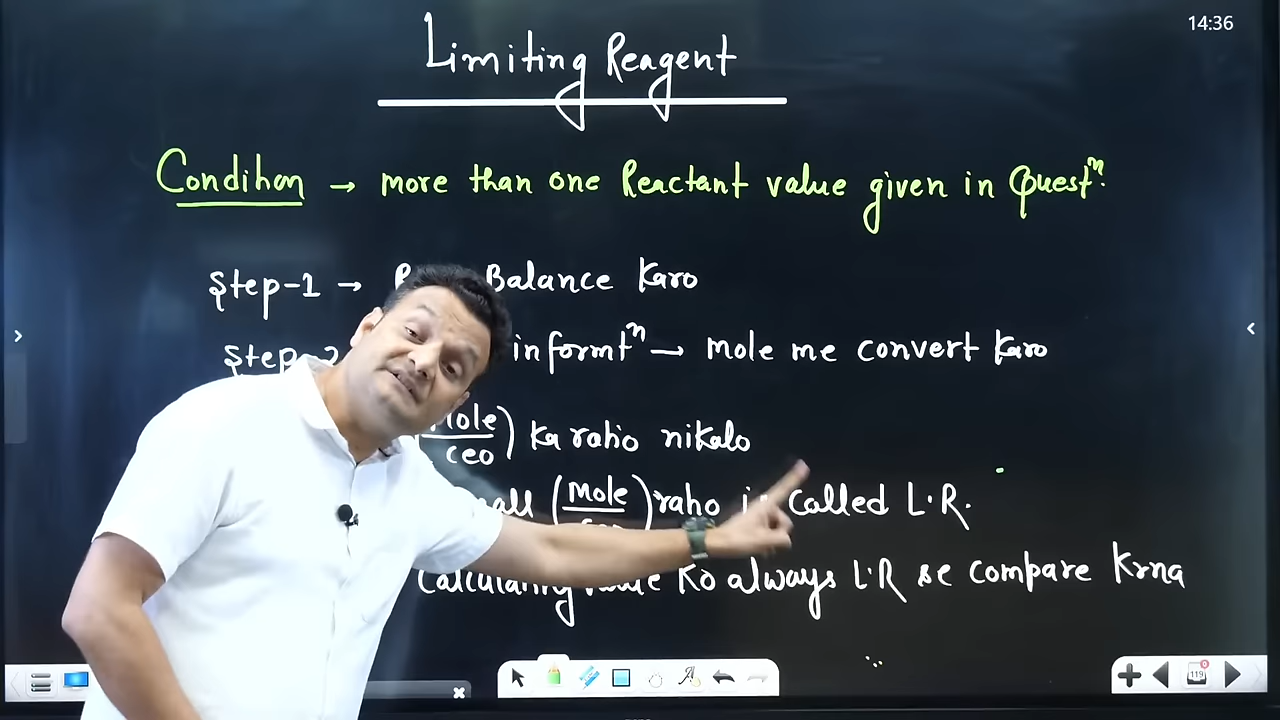 14:36
Limiting Reagent
Condition → more than one Reactant value given in Questⁿ.
Step-1 → Balance Karo
Step-2 informtⁿ → mole me convert Karo
(Mole/ceo) ka ratio nikalo
(Mole/) ratio is called L.R.
Calculating value Ko always L.R se compare Krna
119